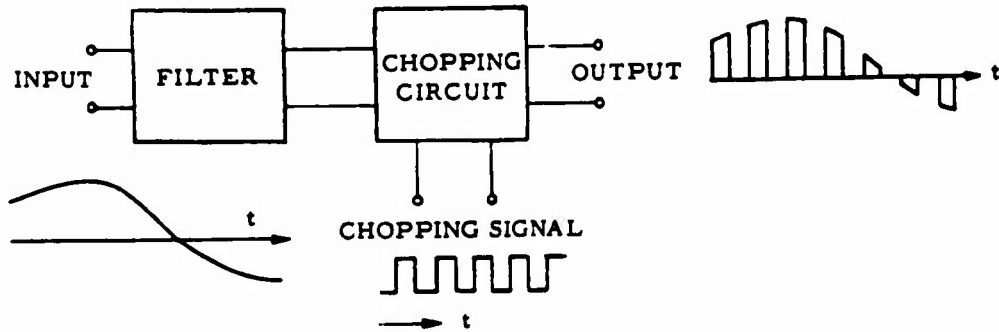 INPUT
FILTER
CHOPPING
CIRCUIT
OUTPUT
t
t
CHOPPING SIGNAL
t